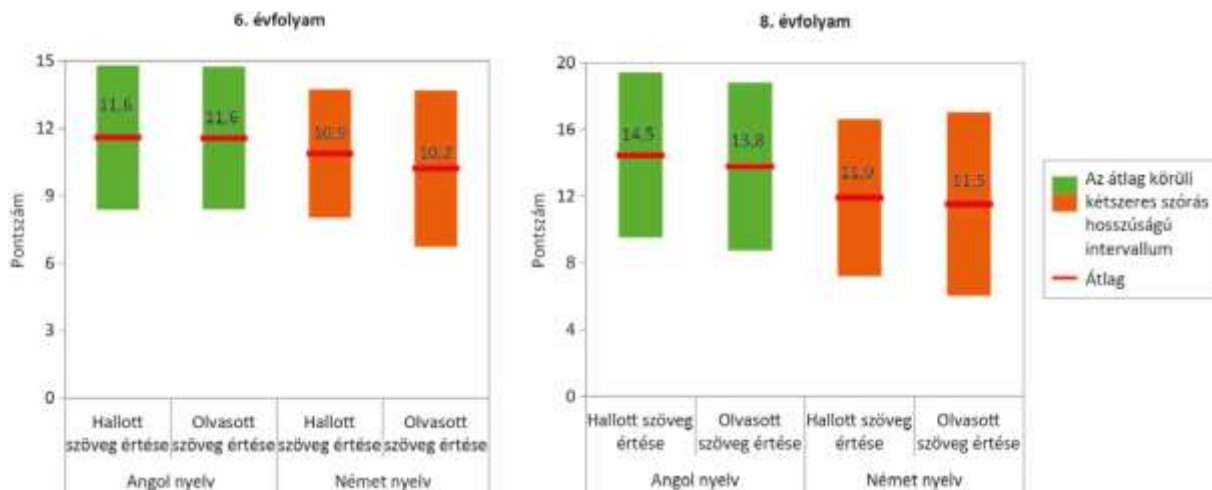 6. évfolyam
15
12
9
6
3
0
Pontszám
11,6
11,6
10,9
10,2
Hallott
szöveg értése
Olvasott
szöveg értése
Hallott
szöveg értése
Olvasott
szöveg értése
Angol nyelv
Német nyelv
8. évfolyam
20
16
12
8
4
0
Pontszám
14,5
13,8
11,9
11,5
Hallott szöveg
értése
Olvasott
szöveg értése
Hallott szöveg
értése
Olvasott
szöveg értése
Angol nyelv
Német nyelv
Az átlag körüli
kétszeres szórás
hosszúságú
intervallum
Átlag